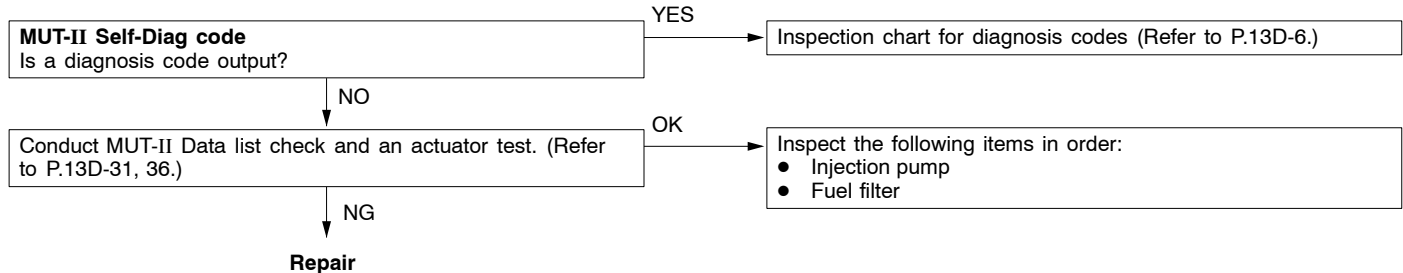 YES
MUT-II Self-Diag code
Is a diagnosis code output?
Inspection chart for diagnosis codes (Refer to P.13D-6.)
NO
OK
Conduct MUT-II Data list check and an actuator test. (Refer
to P.13D-31, 36.)
Inspect the following items in order:
● Injection pump
● Fuel filter
NG
Repair